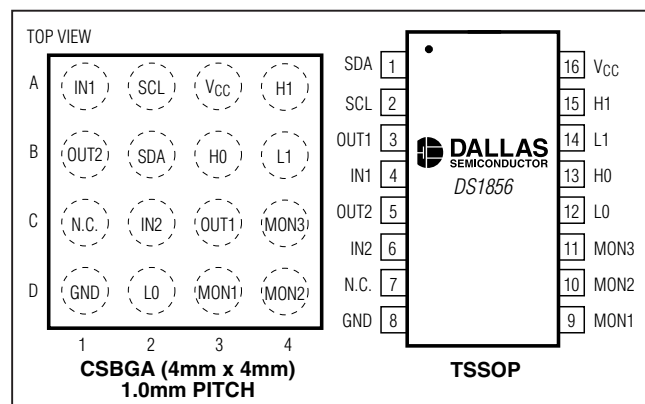 TOP VIEW
A IN1 SCL VCC H1
B OUT2 SDA H0 L1
C N.C. IN2 OUT1 MON3
D GND L0 MON1 MON2
1 2 3 4
CSBGA (4mm x 4mm)
1.0mm PITCH
SDA 1 16 VCC
SCL 2 15 H1
OUT1 3 14 L1
IN1 4 13 H0
OUT2 5 12 L0
IN2 6 11 MON3
N.C. 7 10 MON2
GND 8 9 MON1
DALLAS
SEMICONDUCTOR
DS1856
TSSOP